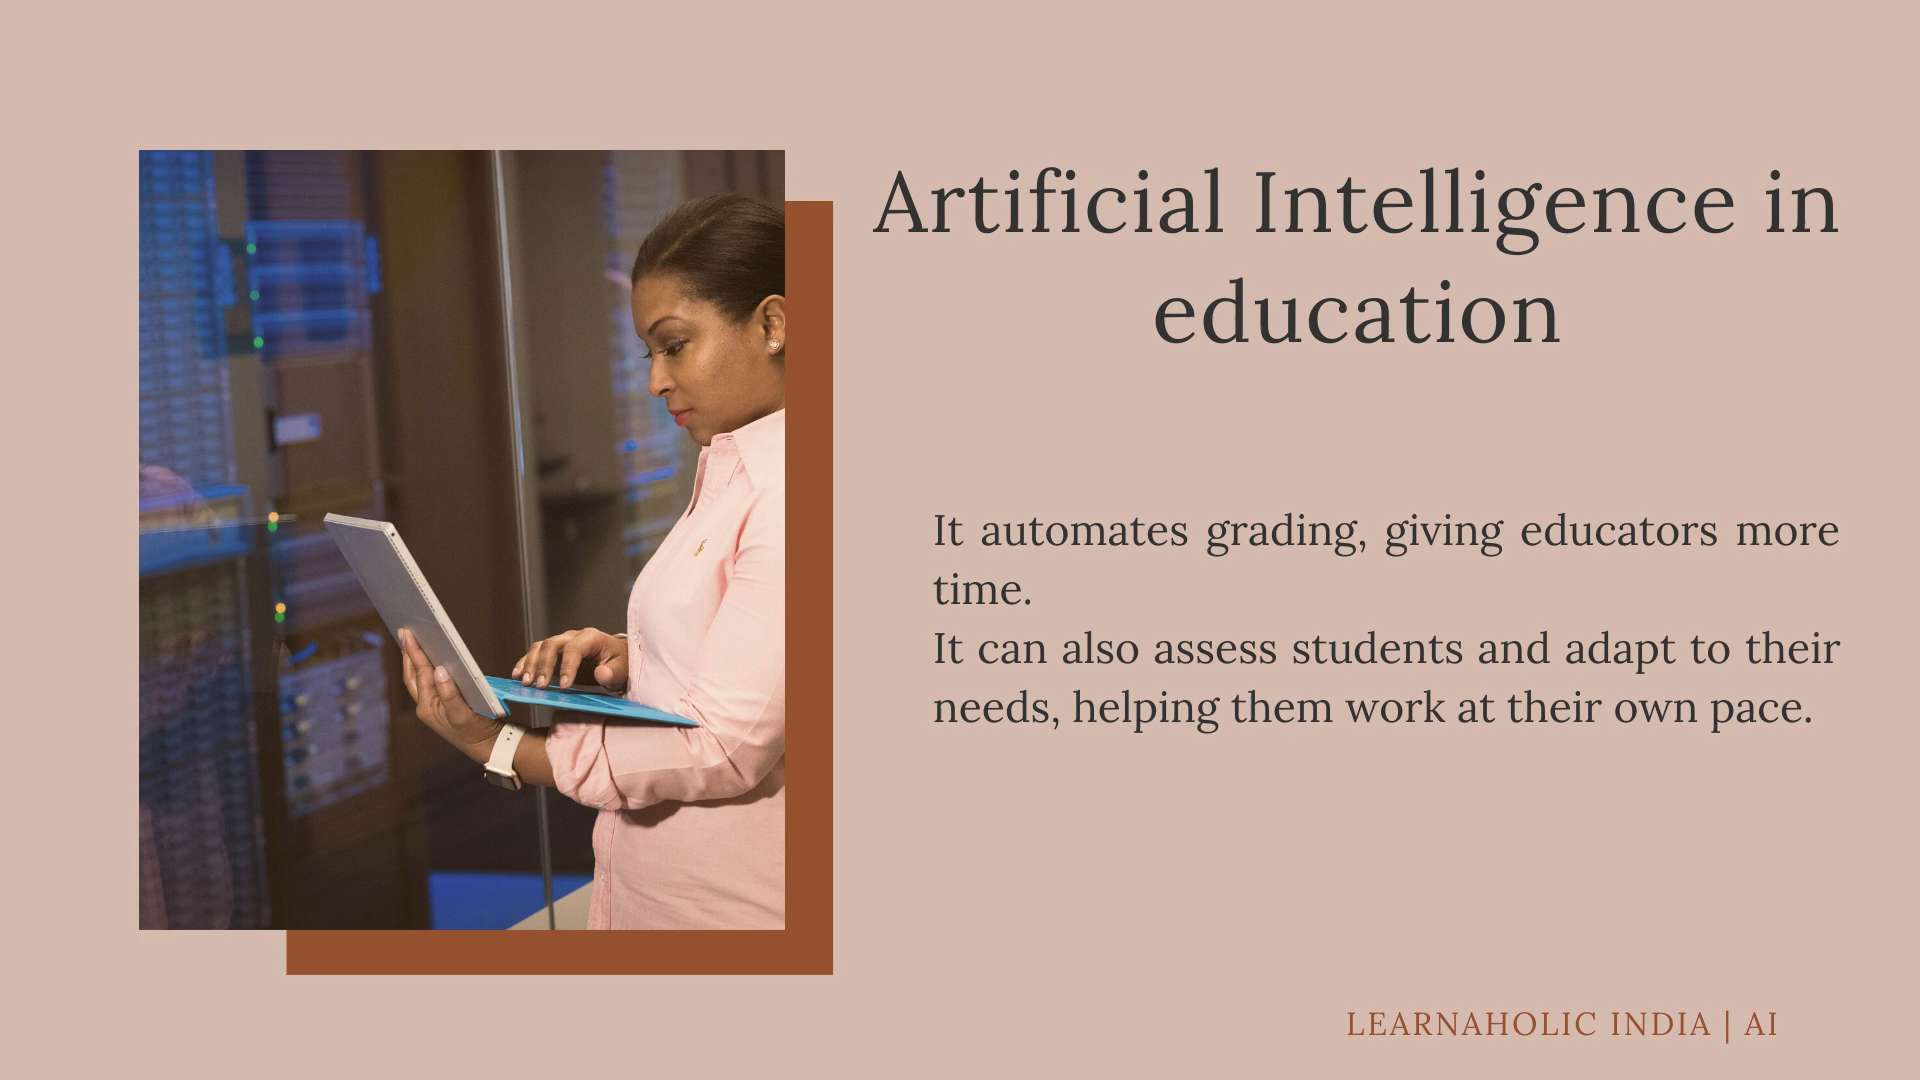 Artificial Intelligence in
education
It automates grading, giving educators more
time.
It can also assess students and adapt to their
needs, helping them work at their own pace.
LEARNAHOLIC INDIA | AI